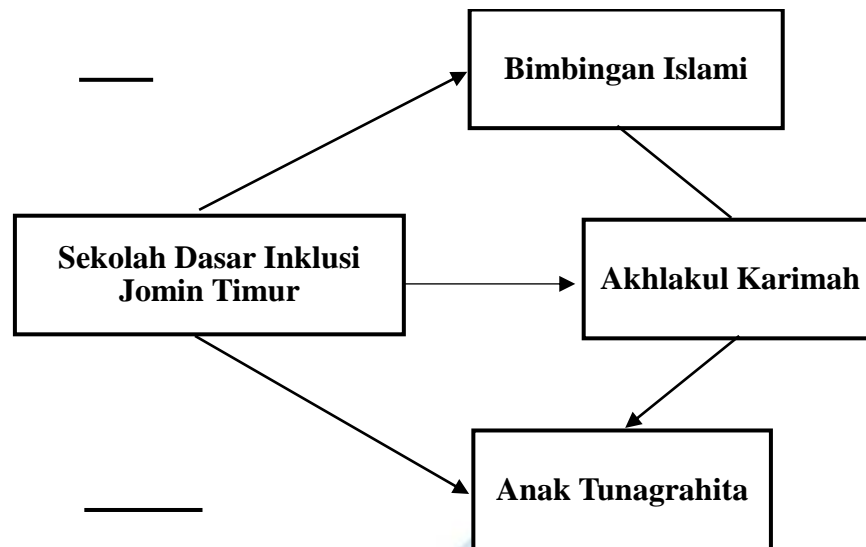 Bimbingan Islami
Sekolah Dasar Inklusi
Jomin Timur
Akhlakul Karimah
Anak Tunagrahita